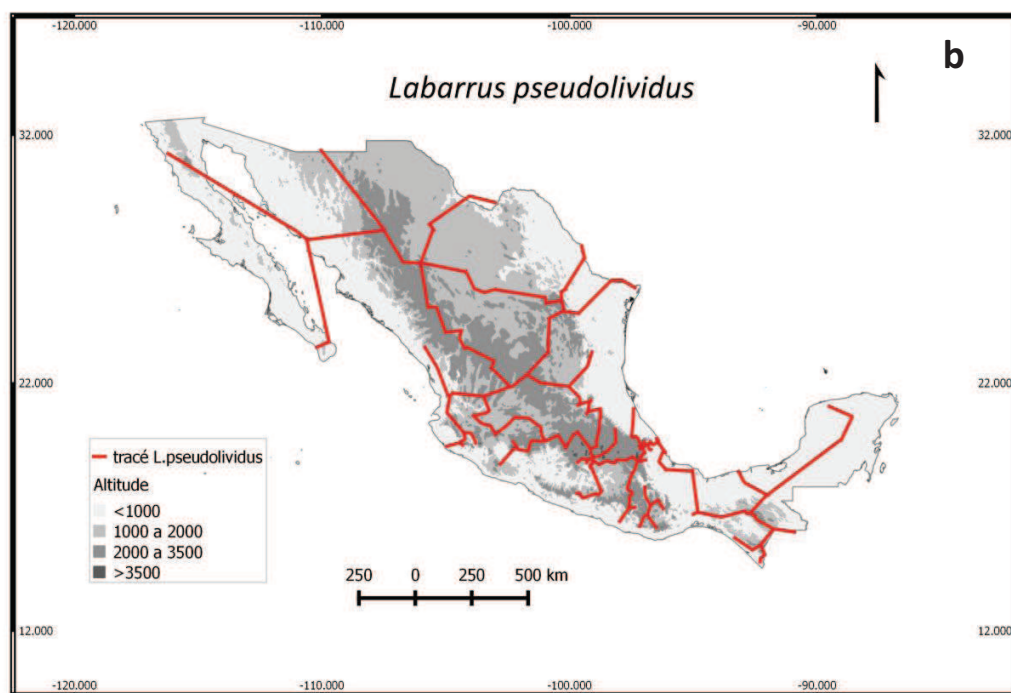 -120.000 -110.000 -100.000 -90.000
b
Labarrus pseudolividus
32.000 32.000
22.000 22.000
tracé L.pseudolividus
Altitude
<1000
1000 a 2000
2000 a 3500
>3500
250 0 250 500 km
12.000 12.000
-120.000 -110.000 -100.000 -90.000